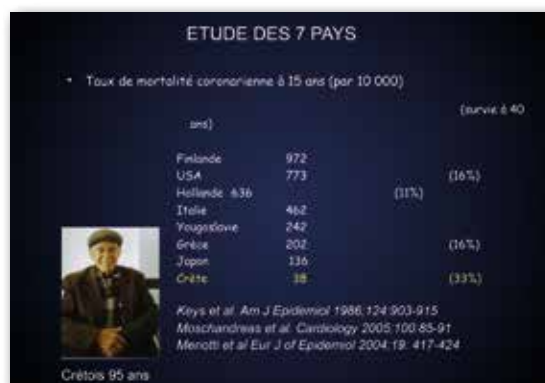 ETUDE DES 7 PAYS
• Taux de mortalité coronarienne à 15 ans (par 10 000)
(survie à 40
ans)
Finlande 972
USA 773 (16%)
Hollande 636 (11%)
Italie 462
Yougoslavie 242
Grèce 202 (16%)
Japon 136
Crète 38 (33%)
Keys et al. Am J Epidemiol 1986;124:903-915
Moschandreas et al. Cardiology 2005;100:85-91
Menotti et al Eur J of Epidemiol 2004;19: 417-424
Crétois 95 ans